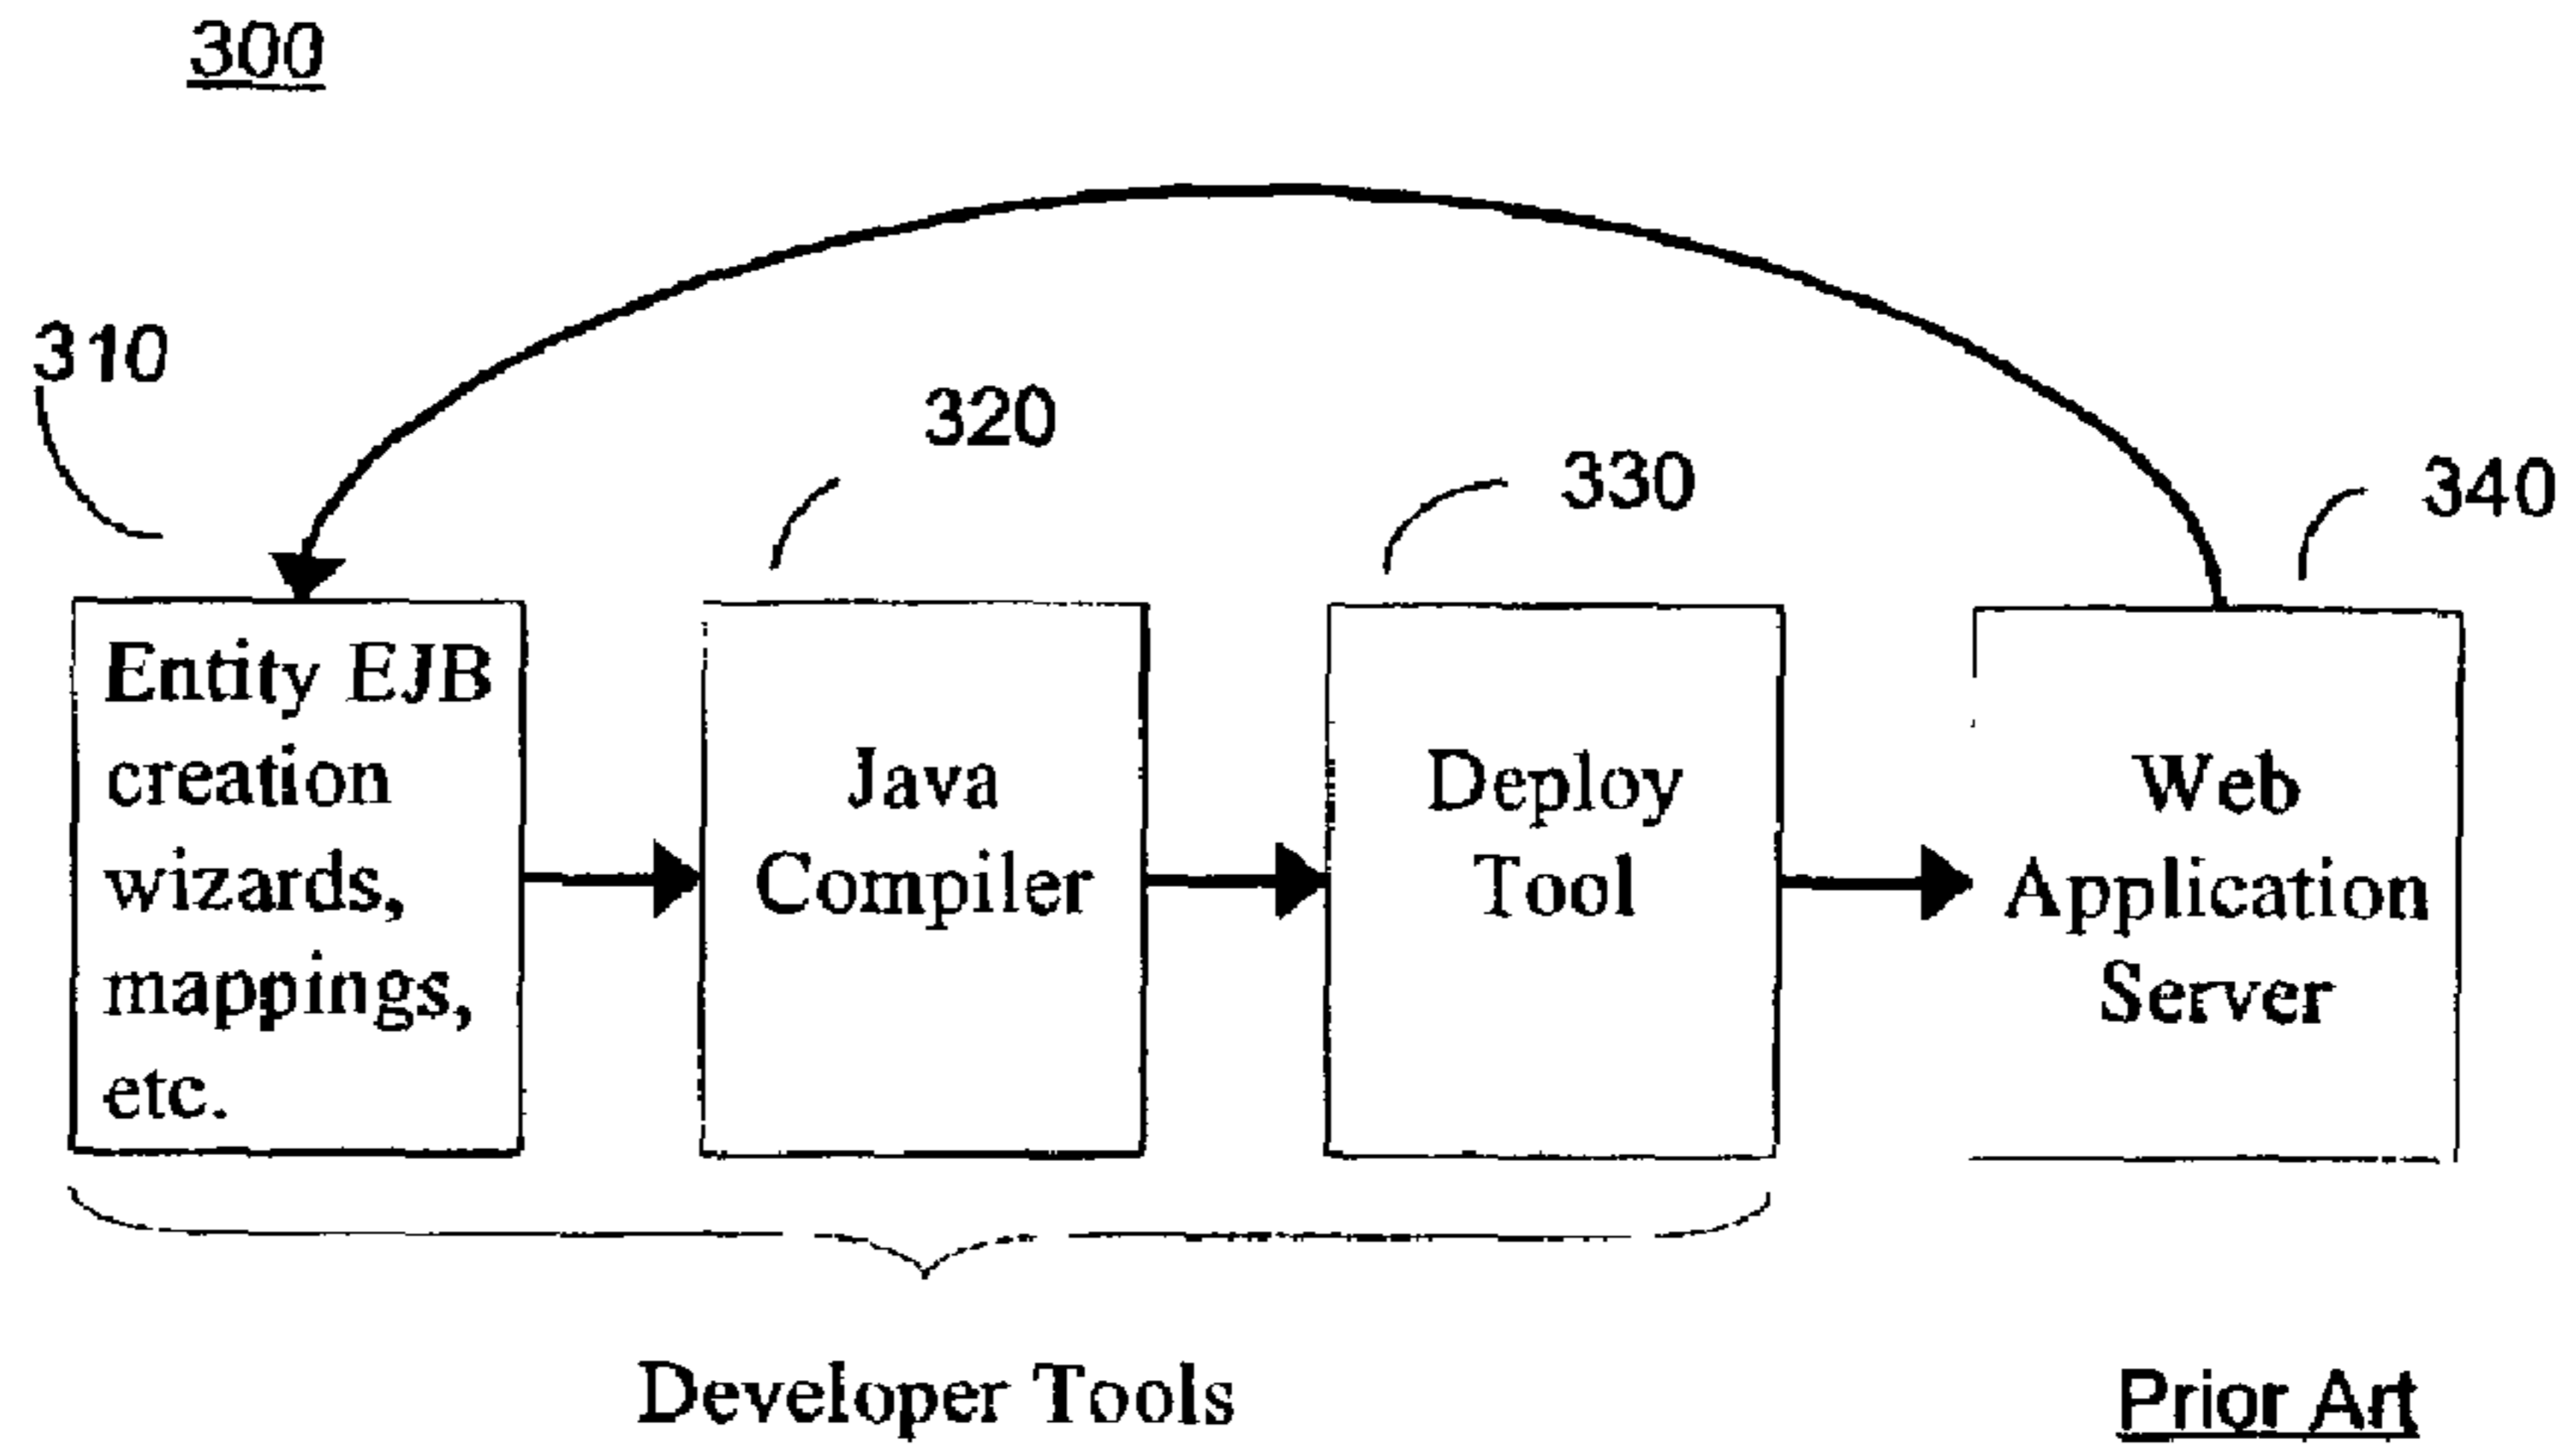 300
310
320
330
340
Entity EJB
creation
wizards,
mappings,
etc.
Java
Compiler
Deploy
Tool
Web
Application
Server
Developer Tools
Prior Art